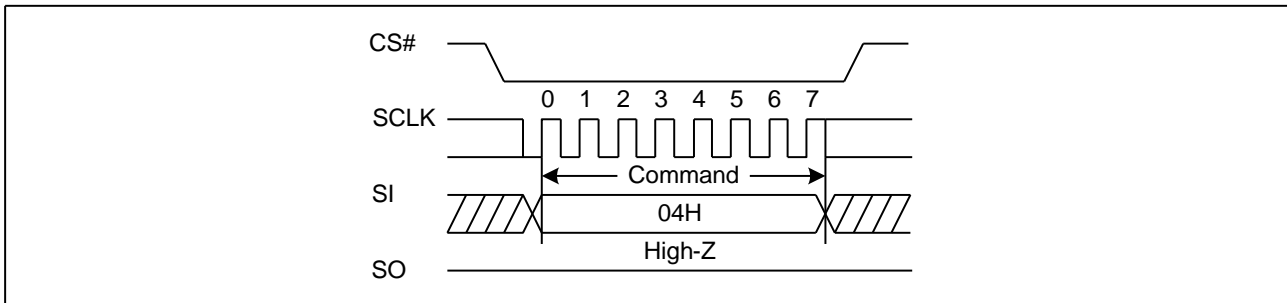 CS#
0 1 2 3 4 5 6 7
SCLK
Command
SI
04H
High-Z
SO